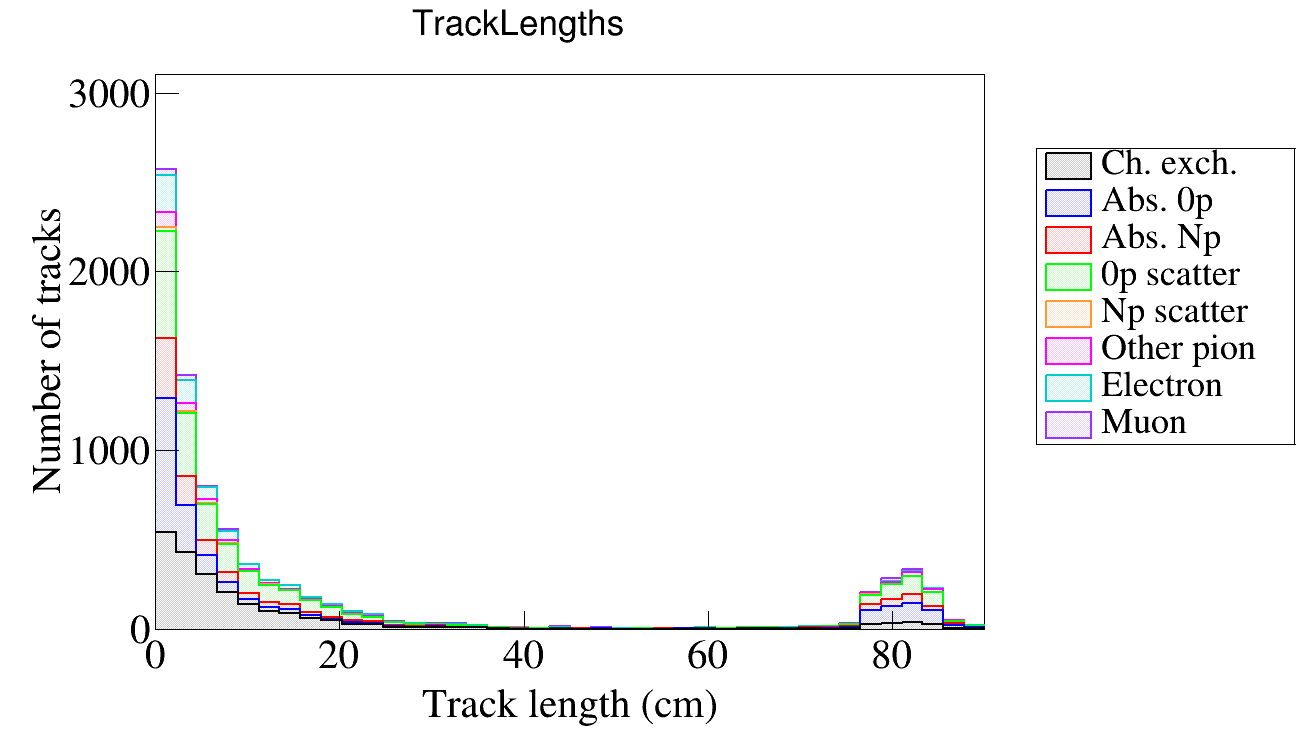 TrackLengths
Number of tracks
3000
2000
1000
0
0 20 40 60 80
Track length (cm)
Ch. exch.
Abs. 0p
Abs. Np
0p scatter
Np scatter
Other pion
Electron
Muon